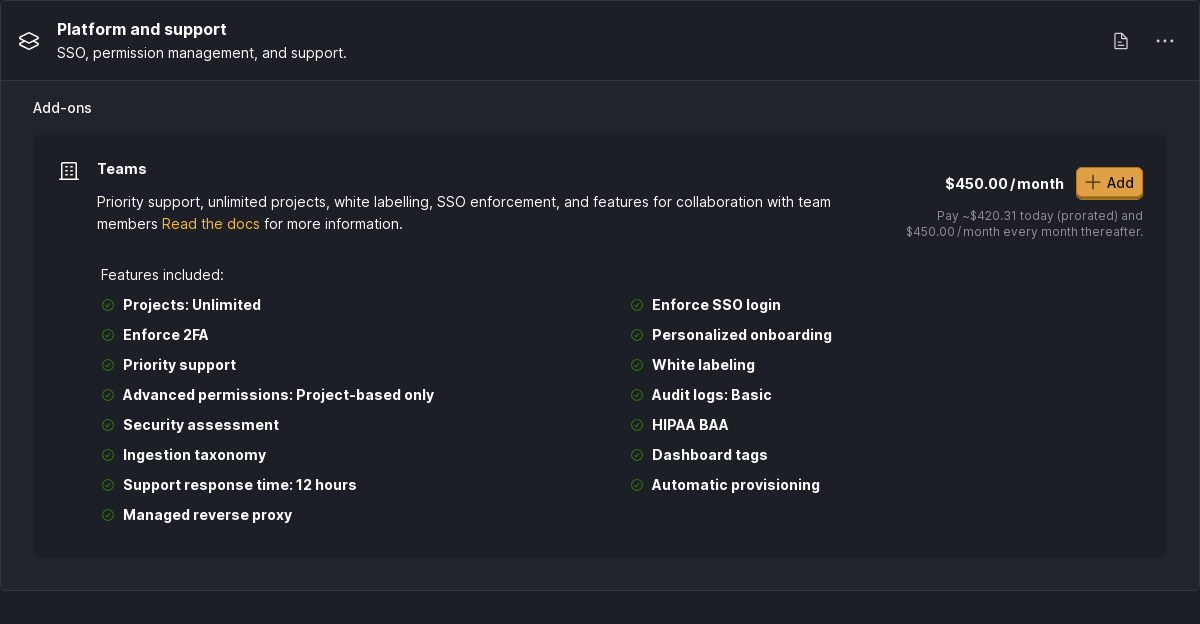 Platform and support
SSO, permission management, and support.
Add-ons
Teams
Priority support, unlimited projects, white labelling, SSO enforcement, and features for collaboration with team
members Read the docs for more information.
$450.00/month
Add
Pay ~$420.31 today (prorated) and
$450.00/month every month thereafter.
Features included:
Projects: Unlimited
Enforce 2FA
Priority support
Advanced permissions: Project-based only
Security assessment
Ingestion taxonomy
Support response time: 12 hours
Managed reverse proxy
Enforce SSO login
Personalized onboarding
White labeling
Audit logs: Basic
HIPAA BAA
Dashboard tags
Automatic provisioning